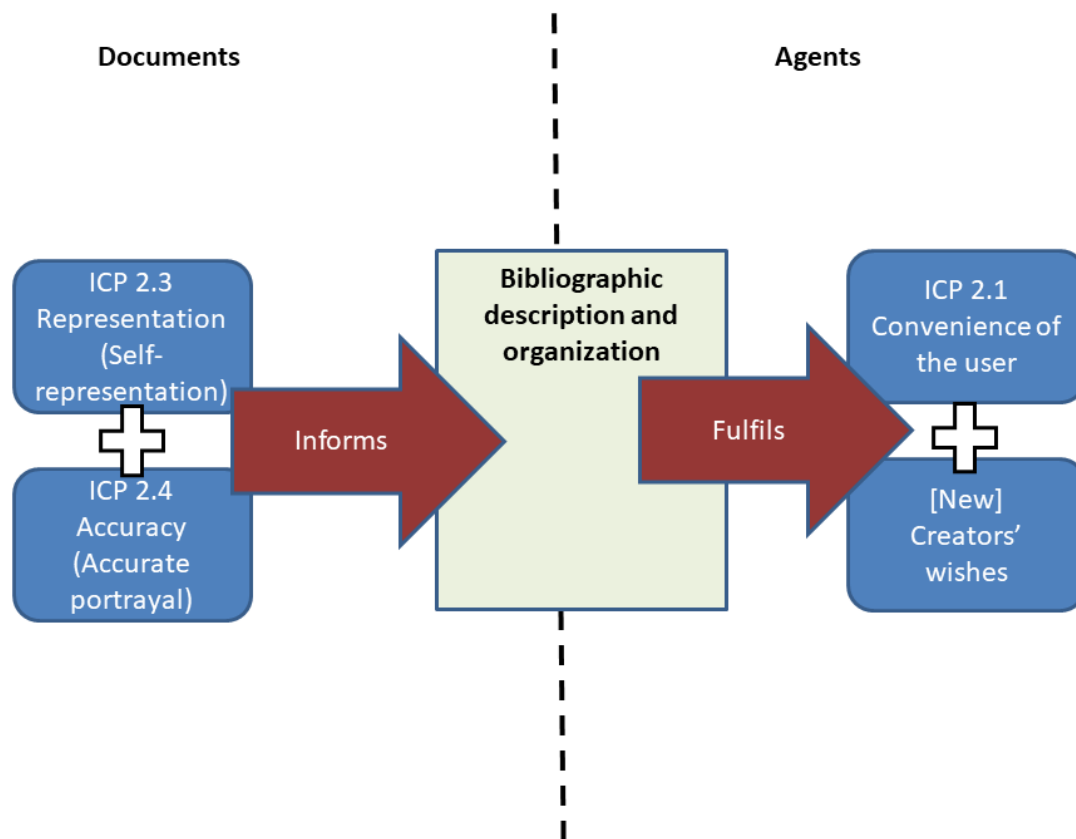 Documents
Agents
ICP 2.3
Representation
(Self-
representation)
ICP 2.4
Accuracy
(Accurate
portrayal)
Informs
Bibliographic
description and
organization
Fulfils
ICP 2.1
Convenience of
the user
[New]
Creators’
wishes